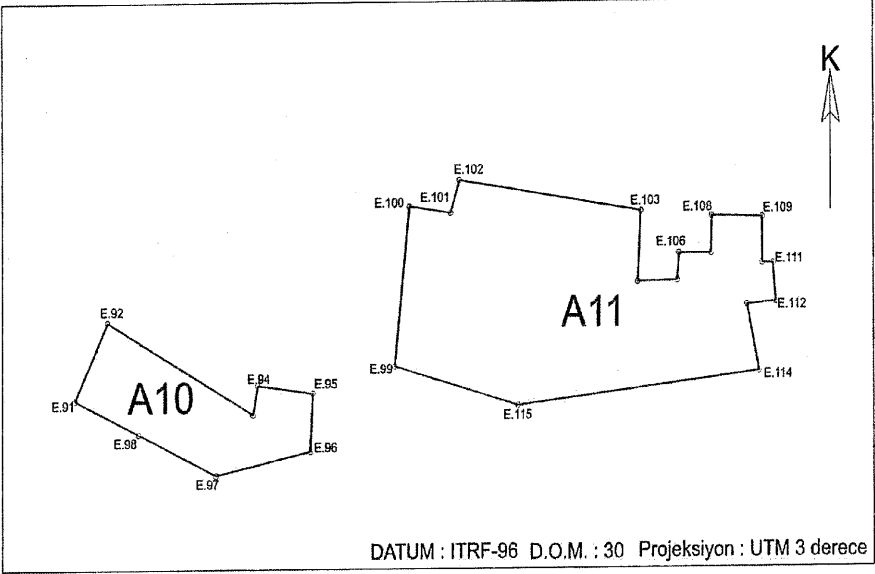 K
E.102
E.100
E.101
E.103
E.108
E.109
E.106
E.111
E.112
A11
E.92
E.99
E.114
E.94
E.95
E.91
A10
E.115
E.98
E.96
E.97
DATUM : ITRF-96 D.O.M. : 30 Projeksiyon : UTM 3 derece